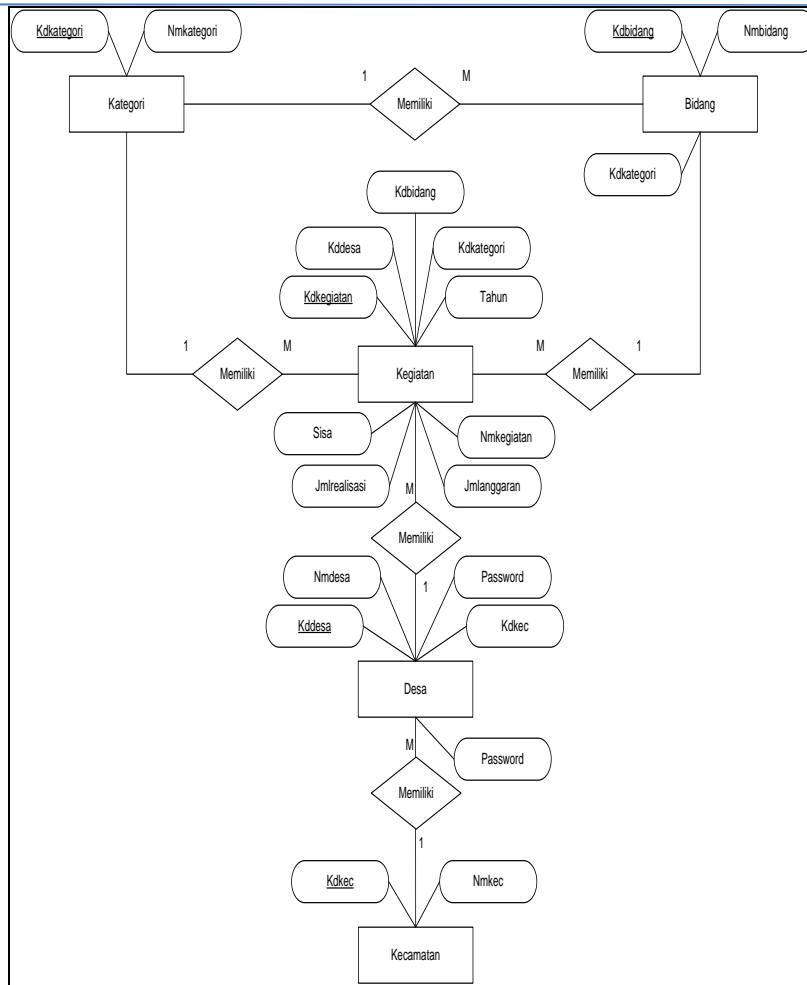 Kdkategori
Nmkategori
Kdbidang
Nmbidang
1
M
Kategori
Memiliki
Bidang
Kdkategori
Kdbidang
Kddesa
Kdkategori
Kdkegiatan
Tahun
1
M
M
1
Memiliki
Kegiatan
Memiliki
Sisa
Nmkegiatan
Jmlrealisasi
M
Jmlanggaran
Memiliki
Nmdesa
Password
1
Kddesa
Kdkec
Desa
M
Password
Memiliki
1
Kdkec
Nmkec
Kecamatan